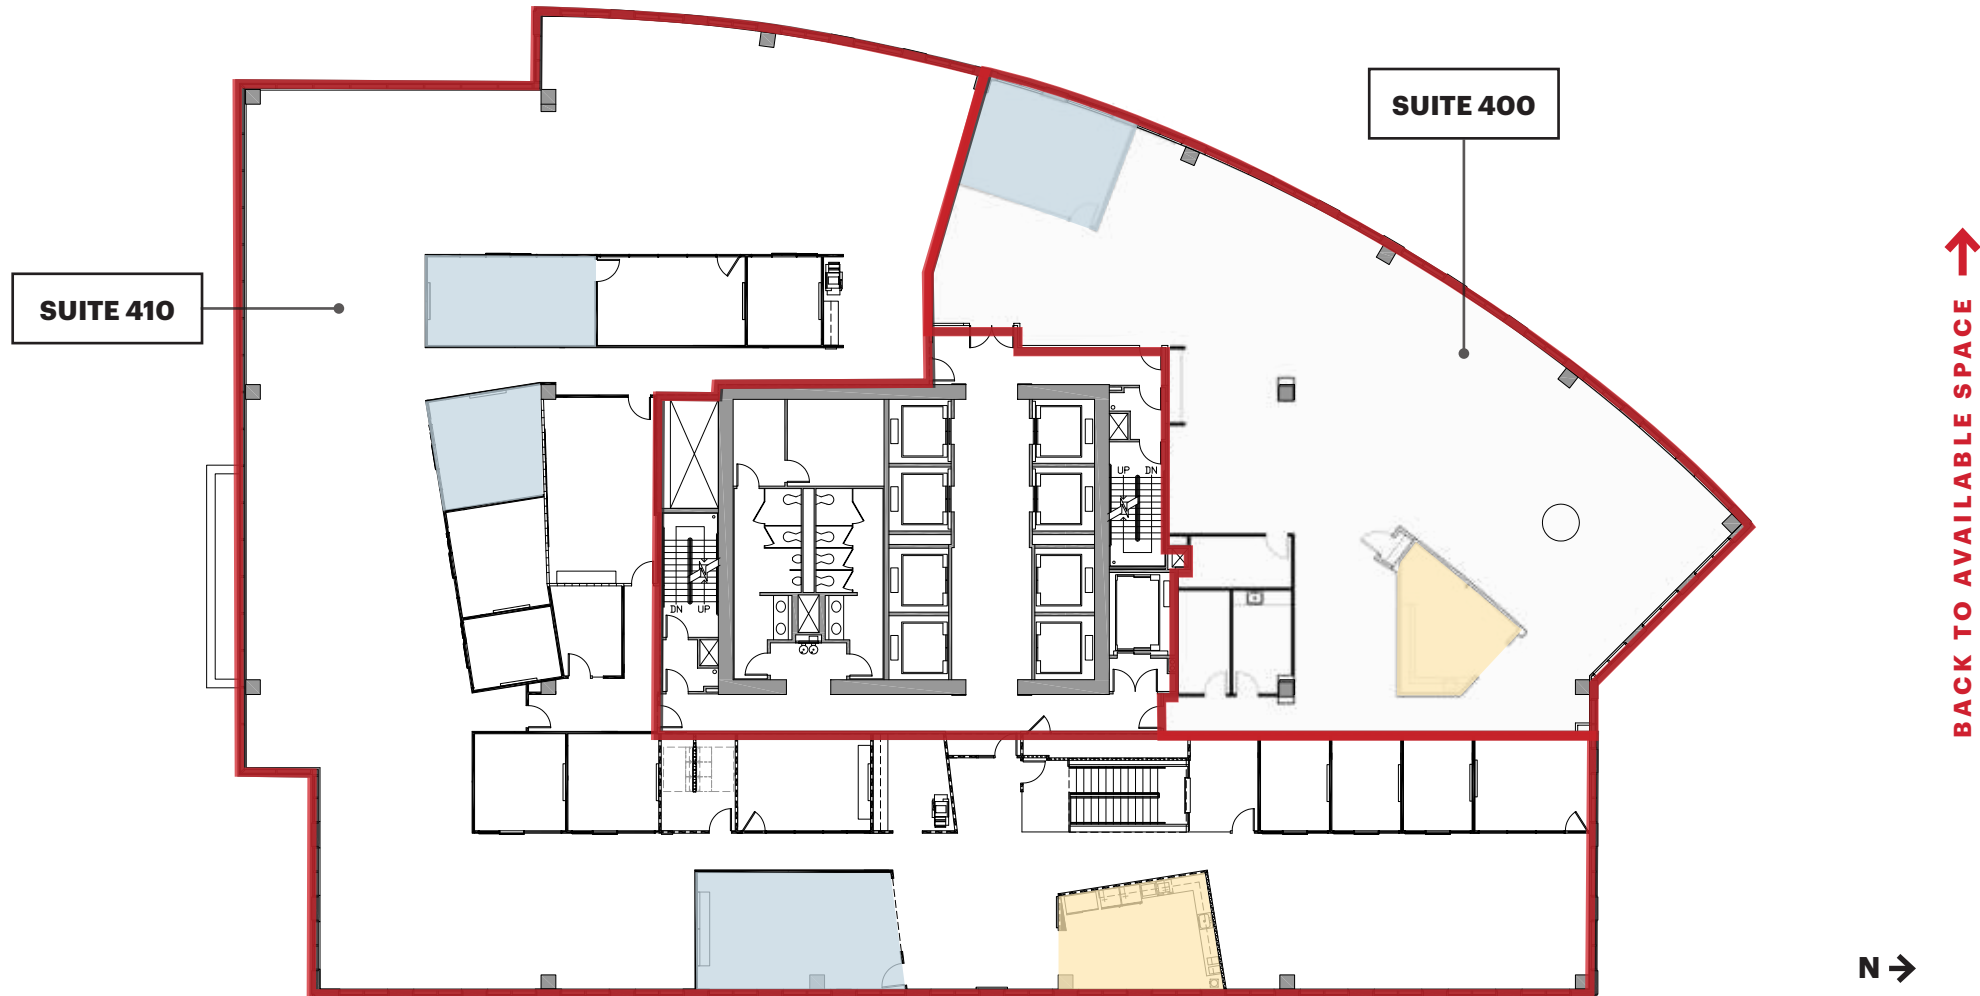 SUITE 400
SUITE 410
BACK TO AVAILABLE SPACE
UP DN
DN UP
N